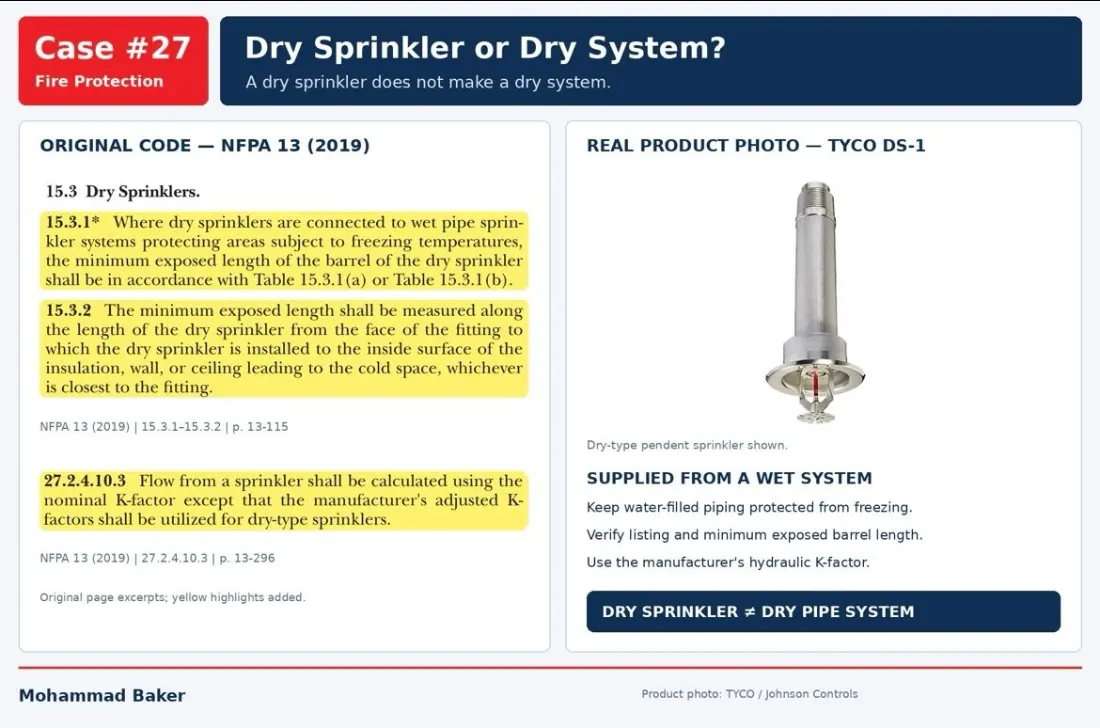 Case #27
Fire Protection
Dry Sprinkler or Dry System?
A dry sprinkler does not make a dry system.
ORIGINAL CODE — NFPA 13 (2019)
15.3 Dry Sprinklers.
15.3.1* Where dry sprinklers are connected to wet pipe sprin-
kler systems protecting areas subject to freezing temperatures,
the minimum exposed length of the barrel of the dry sprinkler
shall be in accordance with Table 15.3.1(a) or Table 15.3.1(b).
15.3.2 The minimum exposed length shall be measured along
the length of the dry sprinkler from the face of the fitting to
which the dry sprinkler is installed to the inside surface of the
insulation, wall, or ceiling leading to the cold space, whichever
is closest to the fitting.
NFPA 13 (2019) | 15.3.1–15.3.2 | p. 13-115
27.2.4.10.3 Flow from a sprinkler shall be calculated using the
nominal K-factor except that the manufacturer's adjusted K-
factors shall be utilized for dry-type sprinklers.
NFPA 13 (2019) | 27.2.4.10.3 | p. 13-296
Original page excerpts; yellow highlights added.
REAL PRODUCT PHOTO — TYCO DS-1
Dry-type pendent sprinkler shown.
SUPPLIED FROM A WET SYSTEM
Keep water-filled piping protected from freezing.
Verify listing and minimum exposed barrel length.
Use the manufacturer's hydraulic K-factor.
DRY SPRINKLER ≠ DRY PIPE SYSTEM
Mohammad Baker
Product photo: TYCO / Johnson Controls